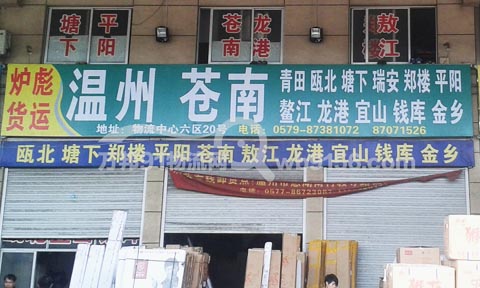 塘下
平阳
苍南
龙港
敖江
炉彪
货运
温州 苍南
青田 瓯北 塘下 瑞安 郑楼 平阳
鳌江 龙港 宜山 钱库 金乡
地址：物流中心六区20号 电话：0579-87381072 87071526
瓯北 塘下 郑楼 平阳 苍南 敖江 龙港 宜山 钱库 金乡